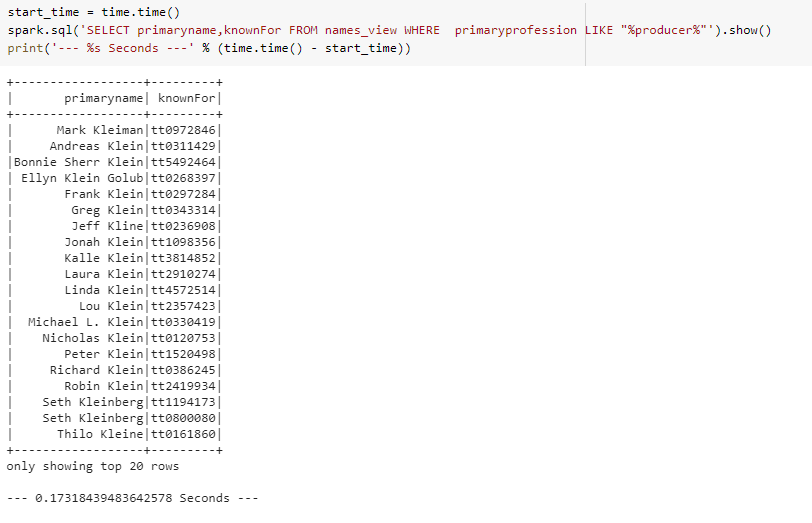 start_time = time.time()
spark.sql('SELECT primaryname,knownFor FROM names_view WHERE  primaryprofession LIKE "%producer%"').show()
print('--- %s Seconds ---' % (time.time() - start_time))
+------------------+---------+
|       primaryname| knownFor|
+------------------+---------+
|      Mark Kleiman|tt0972846|
|     Andreas Klein|tt0311429|
|Bonnie Sherr Klein|tt5492464|
| Ellyn Klein Golub|tt0268397|
|       Frank Klein|tt0297284|
|        Greg Klein|tt0343314|
|        Jeff Kline|tt0236908|
|       Jonah Klein|tt1098356|
|       Kalle Klein|tt3814852|
|       Laura Klein|tt2910274|
|       Linda Klein|tt4572514|
|         Lou Klein|tt2357423|
|  Michael L. Klein|tt0330419|
|    Nicholas Klein|tt0120753|
|       Peter Klein|tt1520498|
|     Richard Klein|tt0386245|
|       Robin Klein|tt2419934|
|    Seth Kleinberg|tt1194173|
|    Seth Kleinberg|tt0800080|
|      Thilo Kleine|tt0161860|
+------------------+---------+
only showing top 20 rows
--- 0.17318439483642578 Seconds ---